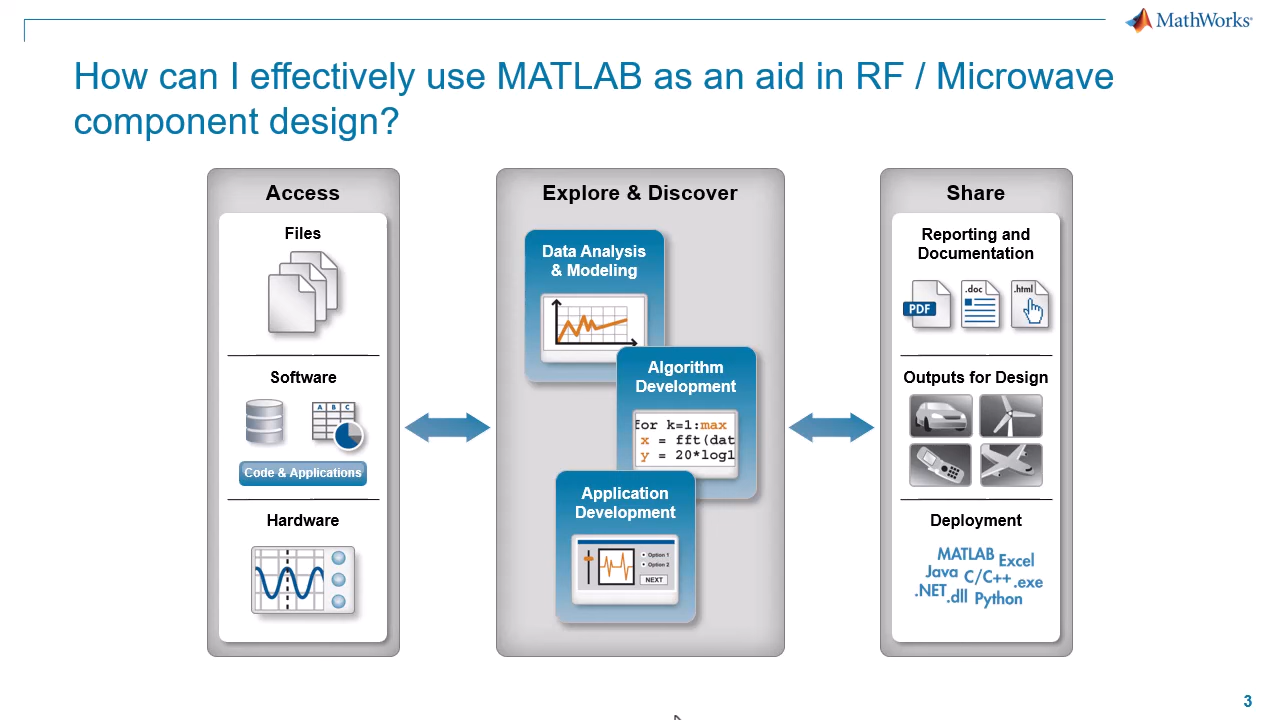 MathWorks®
How can I effectively use MATLAB as an aid in RF / Microwave
component design?
Access
Files
Software
A B C
Code & Applications
Hardware
Explore & Discover
Data Analysis
& Modeling
Algorithm
Development
for k=1:max
x = fft(dat
y = 20*log1
Application
Development
Option 1
Option 2
NEXT
Share
Reporting and
Documentation
PDF
.doc
.html
Outputs for Design
Deployment
MATLAB Excel
Java C/C++ .exe
.NET .dll Python
3